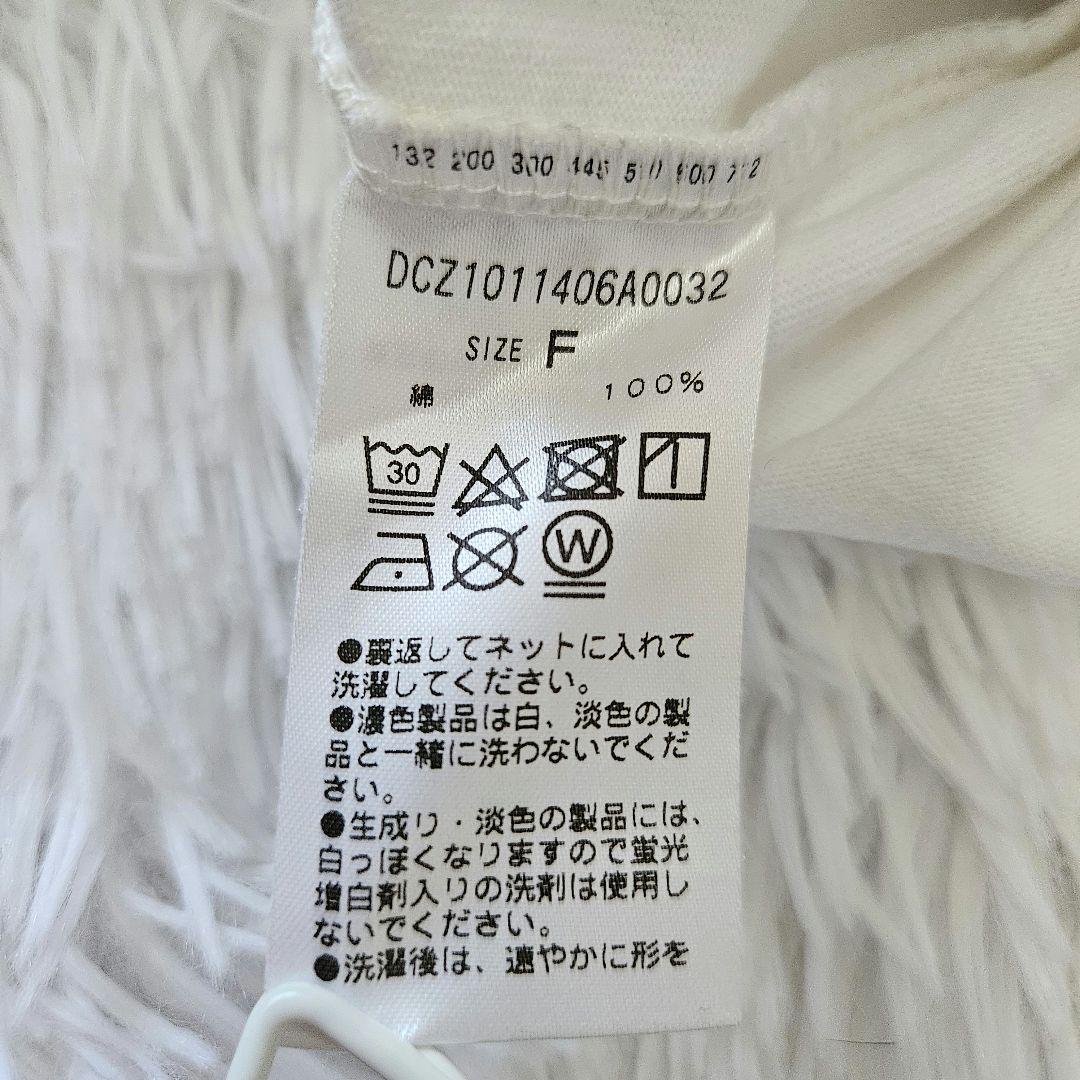 200 300 445
DCZ1011406A0032
SIZE F
綿 100%
30
W
●裏返してネットに入れて
洗濯してください。
●濃色製品は白、淡色の製
品と一緒に洗わないでくだ
さい。
●生成り・淡色の製品には、
白っぽくなりますので蛍光
増白剤入りの洗剤は使用し
ないでください。
●洗濯後は、速やかに形を